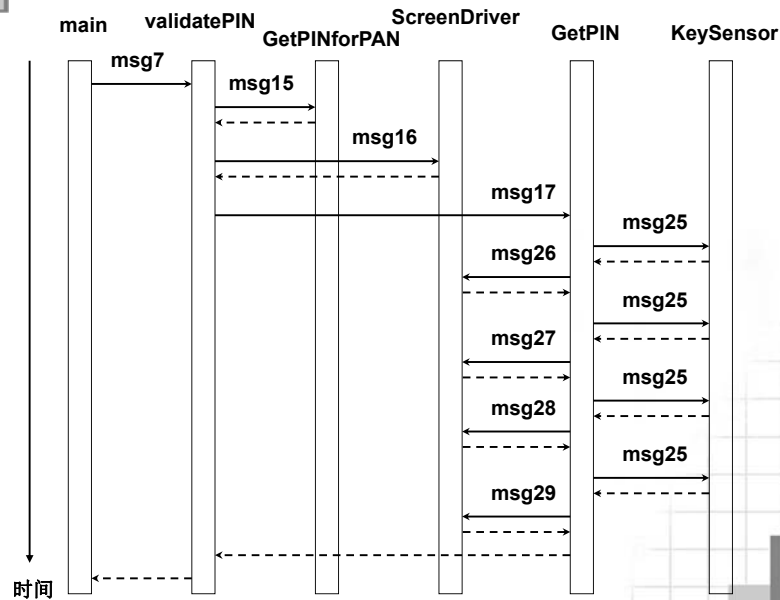 main
validatePIN
GetPINforPAN
ScreenDriver
GetPIN
KeySensor
msg7
msg15
msg16
msg17
msg25
msg26
msg25
msg27
msg25
msg28
msg25
msg29
时间